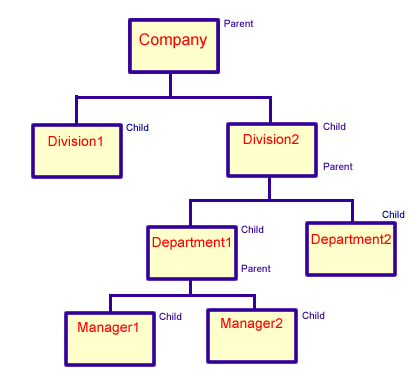 Parent
Company
Child
Child
Division1
Division2
Parent
Child
Child
Department1
Department2
Parent
Child
Child
Manager1
Manager2